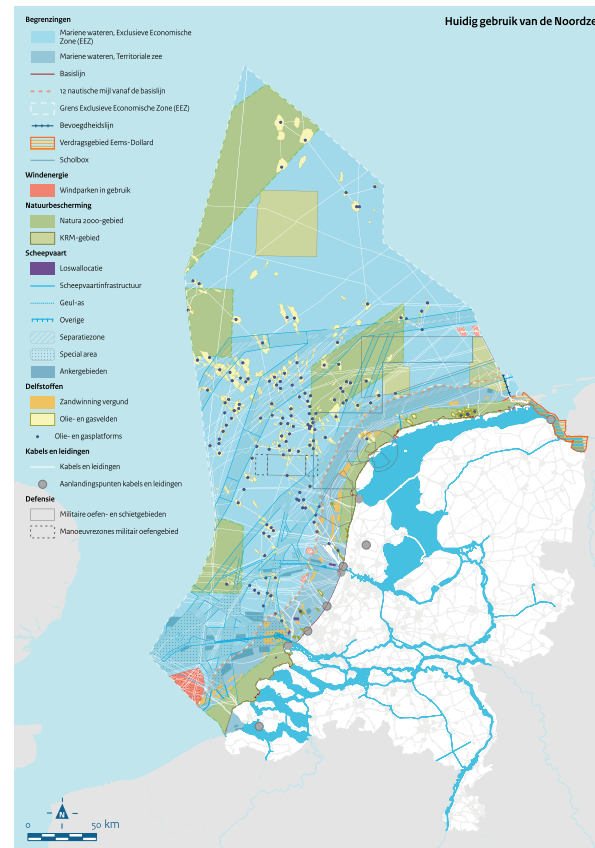 Huidig gebruik van de Noordze
Begrenzingen
Mariene wateren, Exclusieve Economische
Zone (EEZ)
Mariene wateren, Territoriale zee
Basislijn
12 nautische mijl vanaf de basislijn
Grens Exclusieve Economische Zone (EEZ)
Bevoegdheidslijn
Verdragsgebied Eems-Dollard
Scholbox
Windenergie
Windparken in gebruik
Natuurbescherming
Natura 2000-gebied
KRM-gebied
Scheepvaart
Loswallocatie
Scheepvaartinfrastructuur
Geul-as
Overige
Separatiezone
Special area
Ankergebieden
Delfstoffen
Zandwinning vergund
Olie- en gasvelden
Olie- en gasplatforms
Kabels en leidingen
Kabels en leidingen
Aanlandingspunten kabels en leidingen
Defensie
Militaire oefen- en schietgebieden
Manoeuvrezones militair oefengebied
N
0 50 km